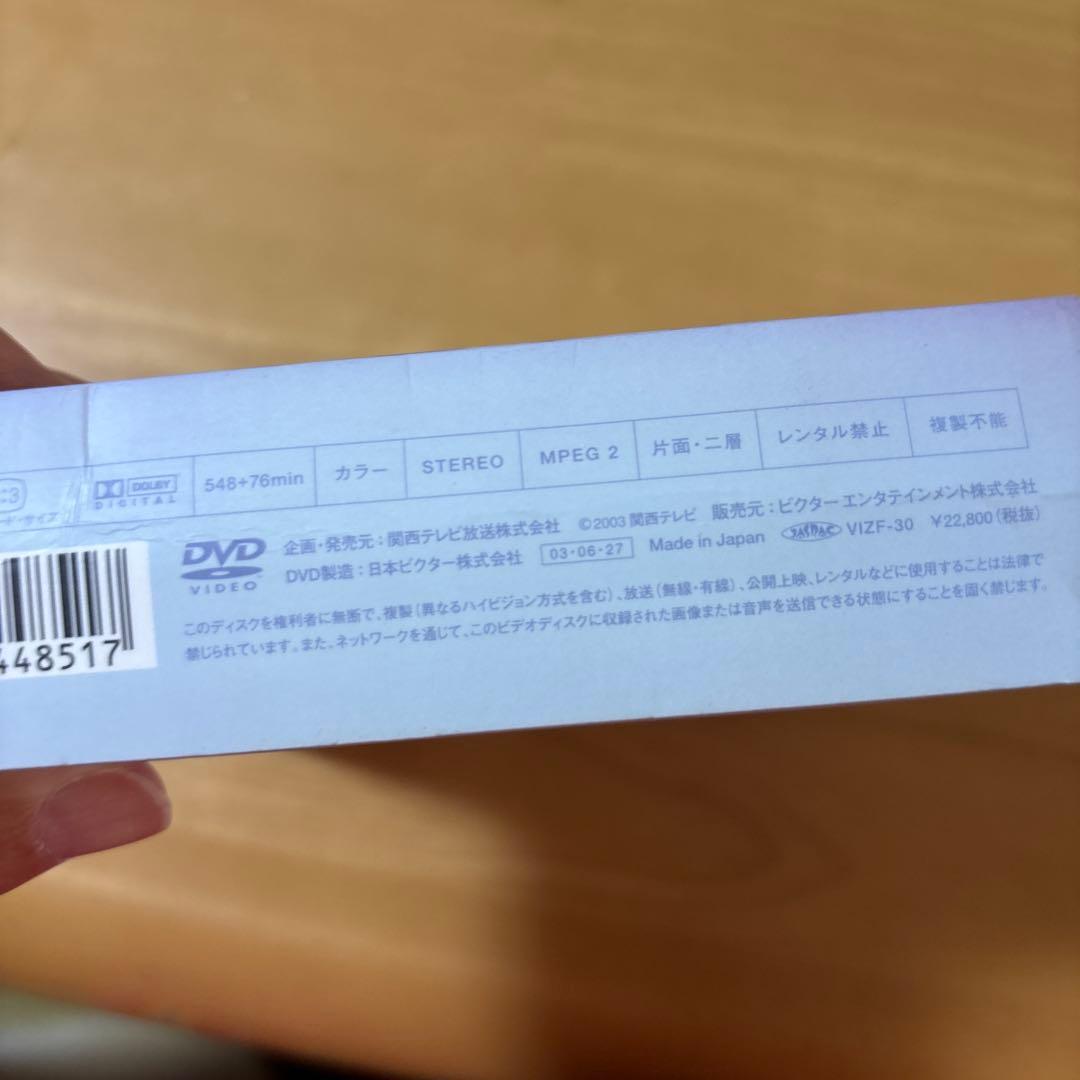 :3 DOLBY DIGITAL 548+76min カラー STEREO MPEG 2 片面・二層 レンタル禁止 複製不能
ード・サイズ
DVD VIDEO
企画・発売元：関西テレビ放送株式会社 ©2003 関西テレビ 販売元：ビクターエンタテインメント株式会社
DVD製造：日本ビクター株式会社 03・06・27 Made in Japan JASRAC VIZF-30 ¥22,800（税抜）
このディスクを権利者に無断で、複製（異なるハイビジョン方式を含む）、放送（無線・有線）、公開上映、レンタルなどに使用することは法律で
禁じられています。また、ネットワークを通じて、このビデオディスクに収録された画像または音声を送信できる状態にすることを固く禁じます。
448517